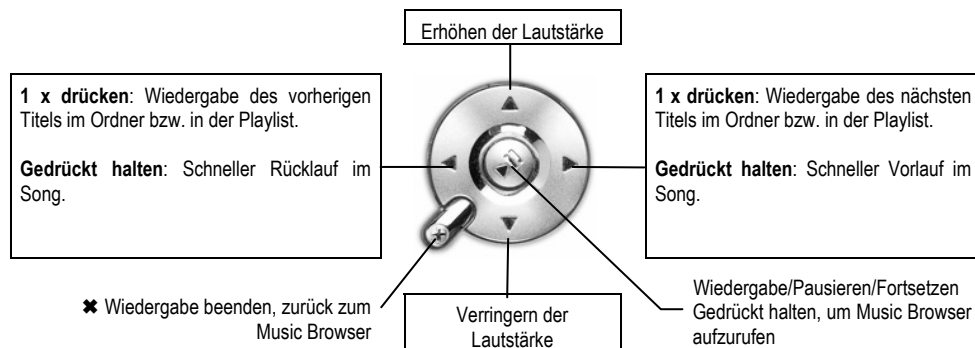 Erhöhen der Lautstärke
1 x drücken: Wiedergabe des vorherigen
Titels im Ordner bzw. in der Playlist.
Gedrückt halten: Schneller Rücklauf im
Song.
1 x drücken: Wiedergabe des nächsten
Titels im Ordner bzw. in der Playlist.
Gedrückt halten: Schneller Vorlauf im
Song.
✖ Wiedergabe beenden, zurück zum
Music Browser
Verringern der
Lautstärke
Wiedergabe/Pausieren/Fortsetzen
Gedrückt halten, um Music Browser
aufzurufen